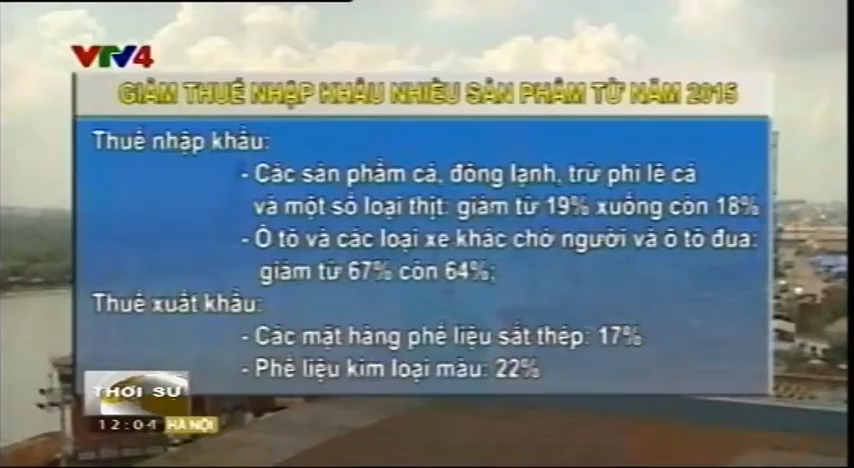 VTV4
GIẢM THUẾ NHẬP KHẨU NHIỀU SẢN PHẨM TỪ NĂM 2015
Thuế nhập khẩu:
- Các sản phẩm cá, đông lạnh, trừ phi lê cá
và một số loại thịt: giảm từ 19% xuống còn 18%
- Ô tô và các loại xe khác chở người và ô tô đua:
giảm từ 67% còn 64%;
Thuế xuất khẩu:
- Các mặt hàng phế liệu sắt thép: 17%
- Phế liệu kim loại màu: 22%
THỜI SỰ
12:04 HÀ NỘI